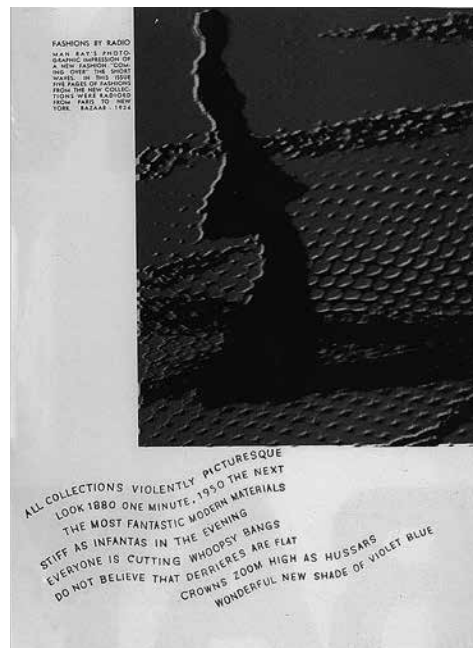 FASHIONS BY RADIO
MAN RAY'S PHOTO-
GRAPHIC IMPRESSION OF
A NEW FASHION "COM-
ING OVER" THE SHORT
WAVES. IN THIS ISSUE
FIVE PAGES OF FASHIONS
FROM THE NEW COLLEC-
TIONS WERE RADIOED
FROM PARIS TO NEW
YORK. BAZAAR - 1934
ALL COLLECTIONS VIOLENTLY PICTURESQUE
LOOK 1880 ONE MINUTE, 1950 THE NEXT
THE MOST FANTASTIC MODERN MATERIALS
STIFF AS INFANTAS IN THE EVENING
EVERYONE IS CUTTING WHOOPSY BANGS
DO NOT BELIEVE THAT DERRIERES ARE FLAT
CROWNS ZOOM HIGH AS HUSSARS
WONDERFUL NEW SHADE OF VIOLET BLUE